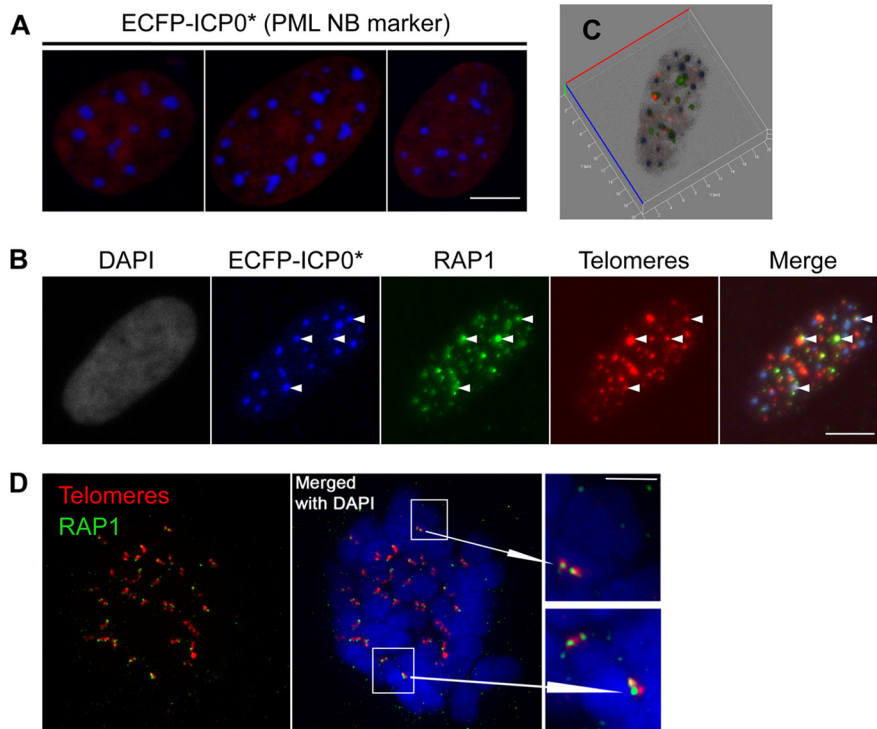 A
ECFP-ICP0* (PML NB marker)
C
B
DAPI
ECFP-ICP0*
RAP1
Telomeres
Merge
D
Telomeres
RAP1
Merged
with DAPI